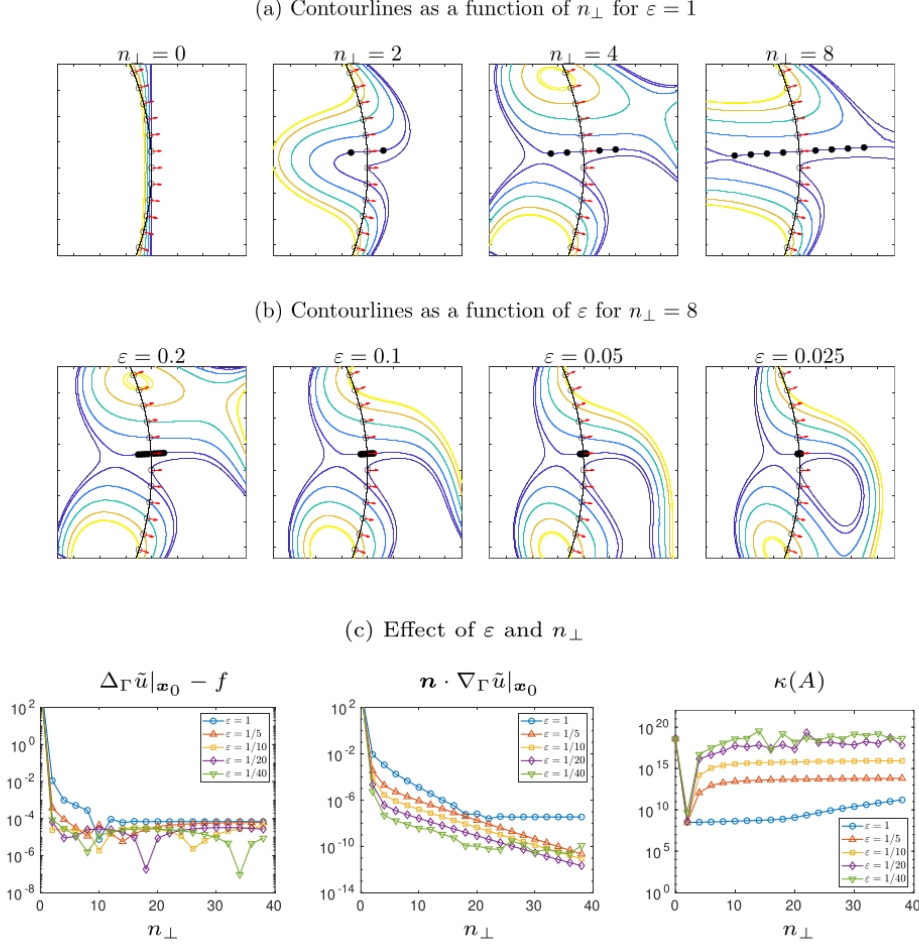 (a) Contourlines as a function of n⊥ for ε = 1
n⊥ = 0
n⊥ = 2
n⊥ = 4
n⊥ = 8
(b) Contourlines as a function of ε for n⊥ = 8
ε = 0.2
ε = 0.1
ε = 0.05
ε = 0.025
(c) Effect of ε and n⊥
Δ_Γ ũ|_{x₀} − f
10^2
10^0
10^-2
10^-4
10^-6
10^-8
0
10
20
30
40
n⊥
ε = 1
ε = 1/5
ε = 1/10
ε = 1/20
ε = 1/40
n · ∇_Γ ũ|_{x₀}
10^2
10^-2
10^-6
10^-10
10^-14
0
10
20
30
40
n⊥
ε = 1
ε = 1/5
ε = 1/10
ε = 1/20
ε = 1/40
κ(A)
10^20
10^15
10^10
10^5
10^0
0
10
20
30
40
n⊥
ε = 1
ε = 1/5
ε = 1/10
ε = 1/20
ε = 1/40